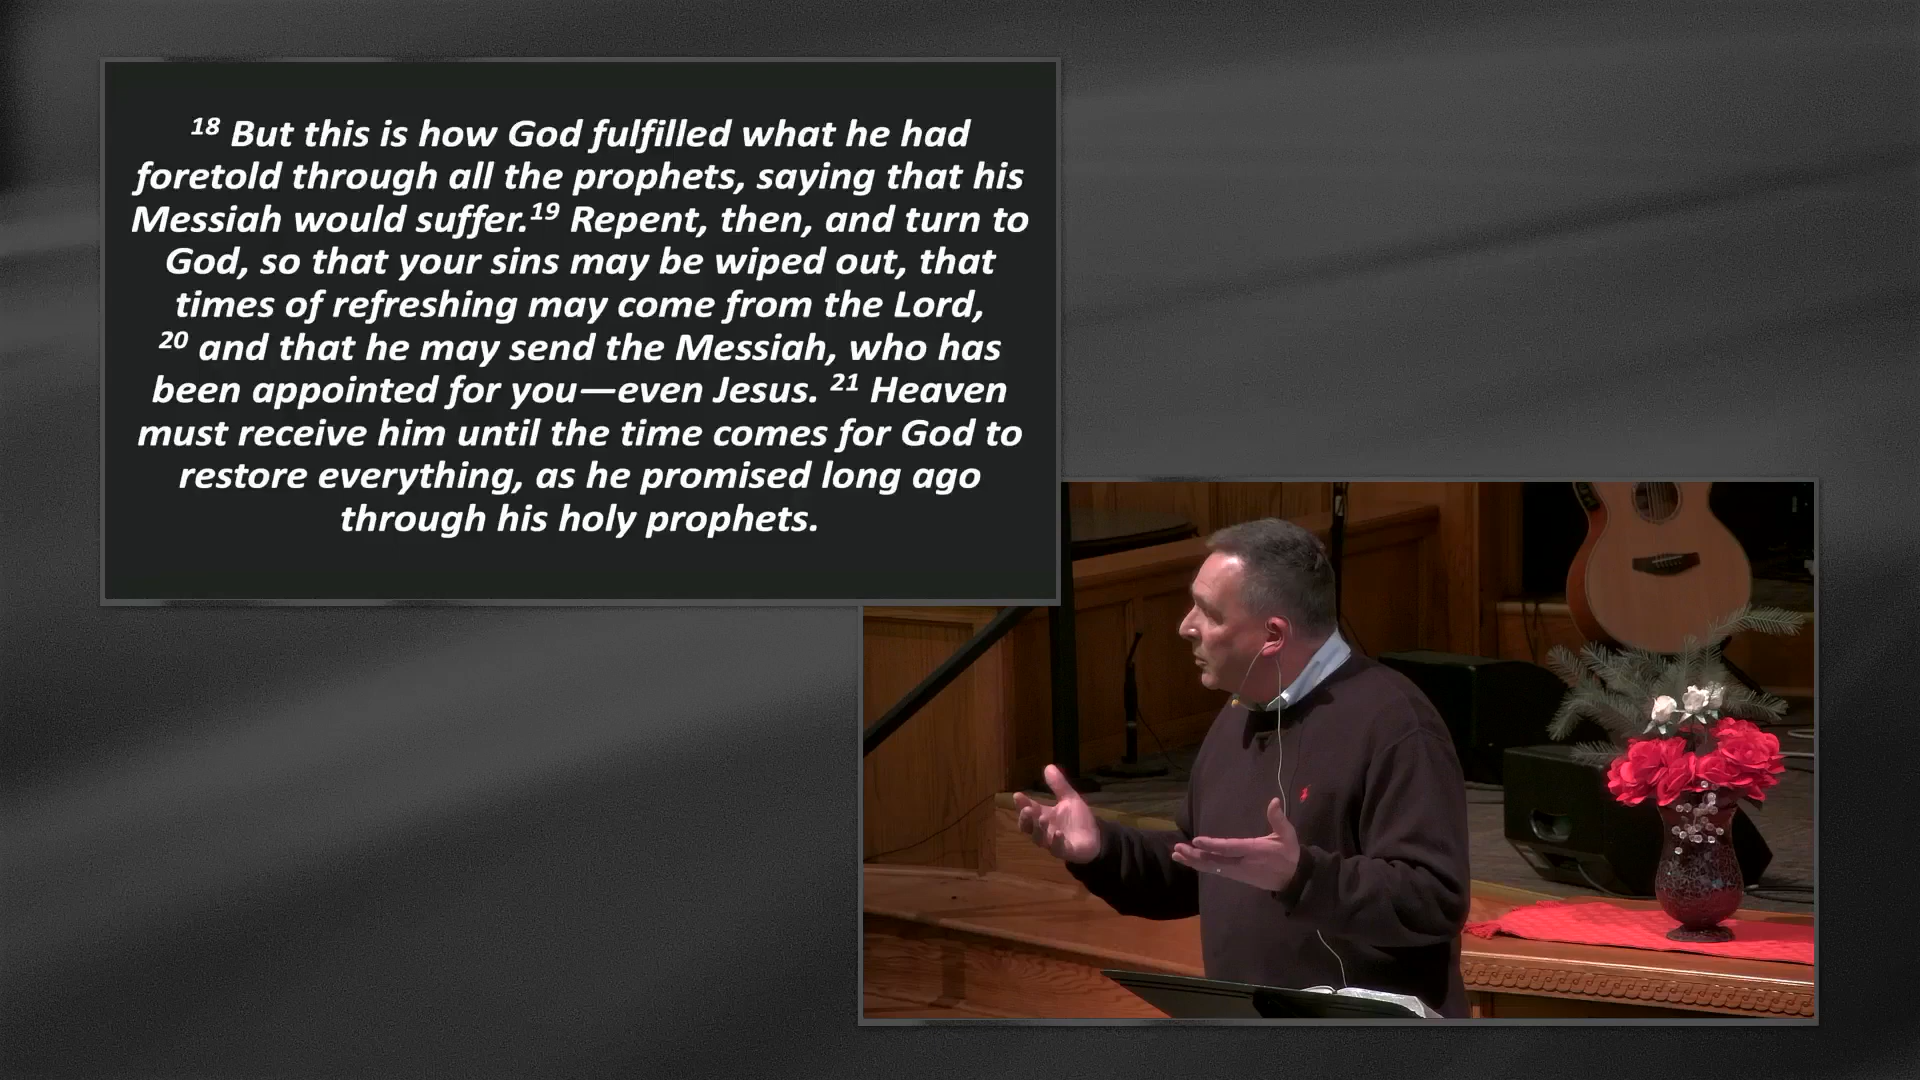 18 But this is how God fulfilled what he had
foretold through all the prophets, saying that his
Messiah would suffer.19 Repent, then, and turn to
God, so that your sins may be wiped out, that
times of refreshing may come from the Lord,
20 and that he may send the Messiah, who has
been appointed for you—even Jesus. 21 Heaven
must receive him until the time comes for God to
restore everything, as he promised long ago
through his holy prophets.